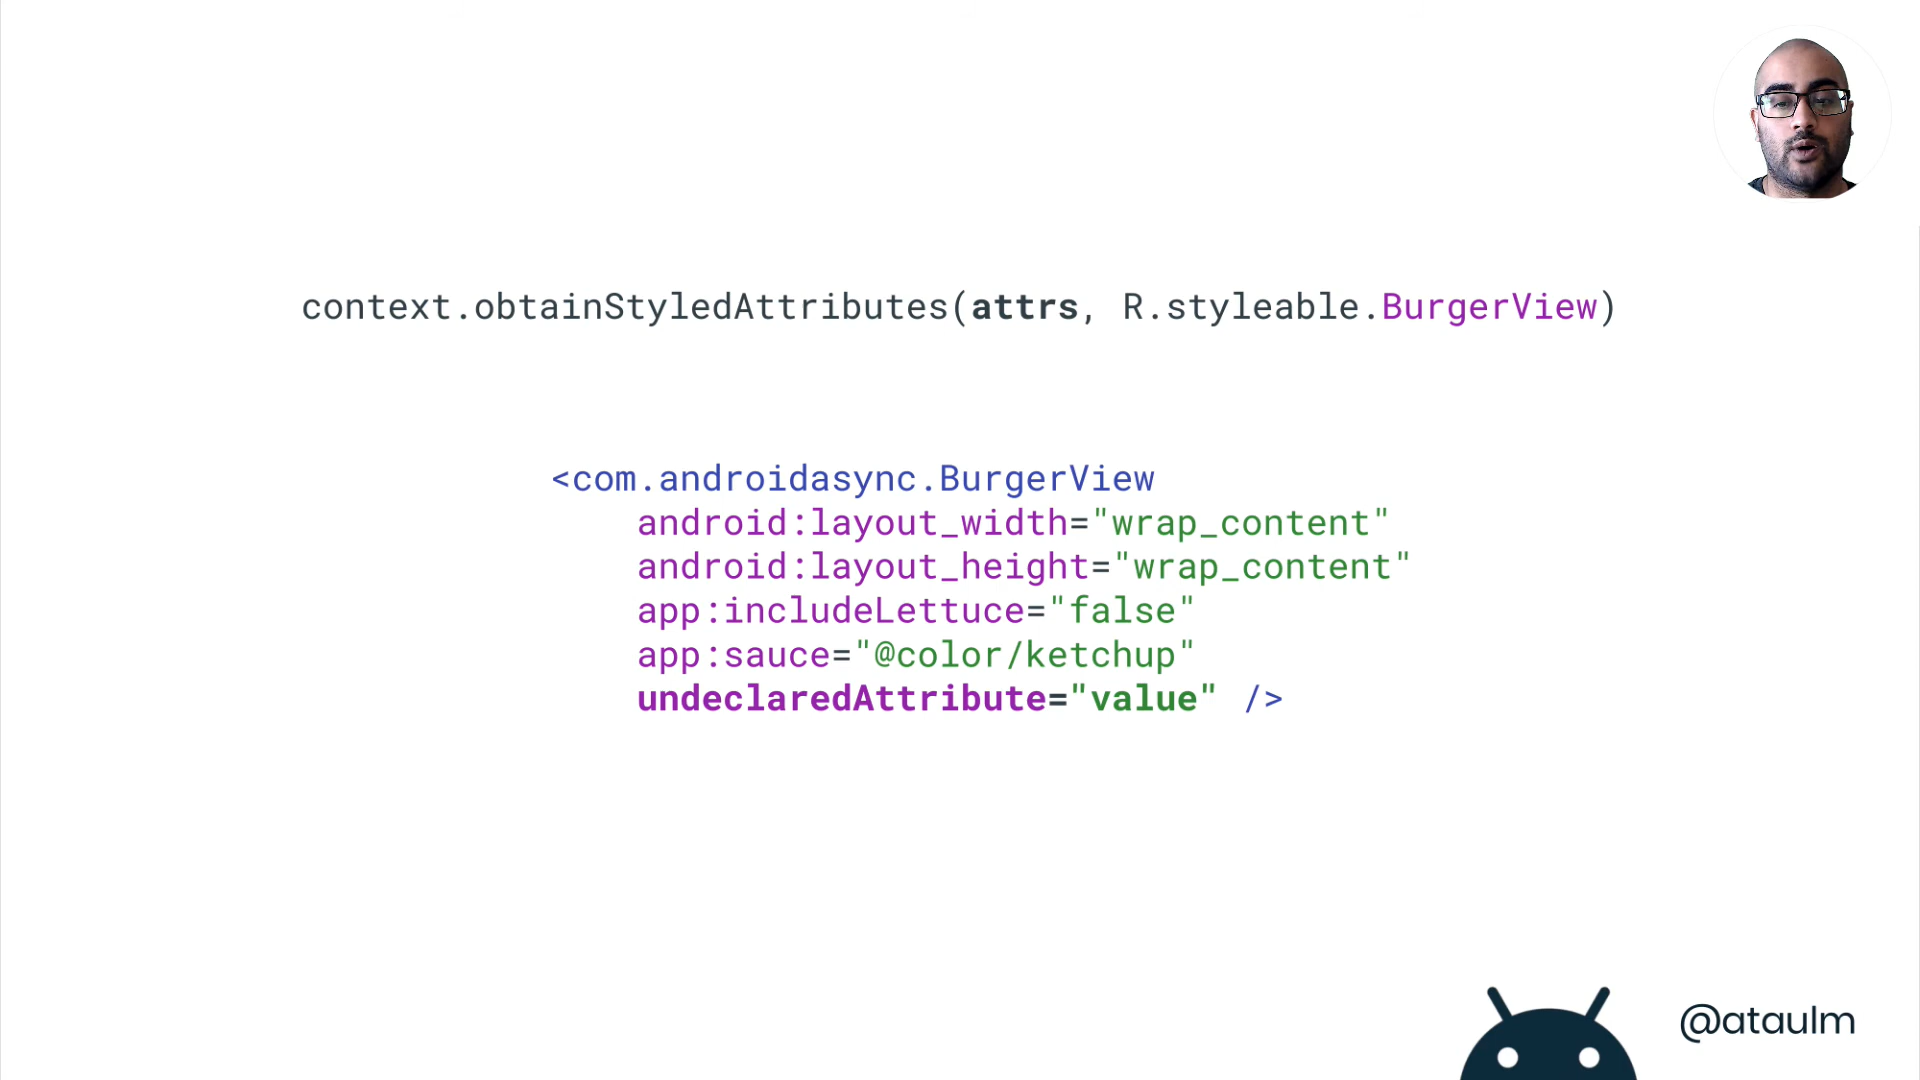 context.obtainStyledAttributes(attrs, R.styleable.BurgerView)
<com.androidasync.BurgerView
android:layout_width="wrap_content"
android:layout_height="wrap_content"
app:includeLettuce="false"
app:sauce="@color/ketchup"
undeclaredAttribute="value" />
@ataulm